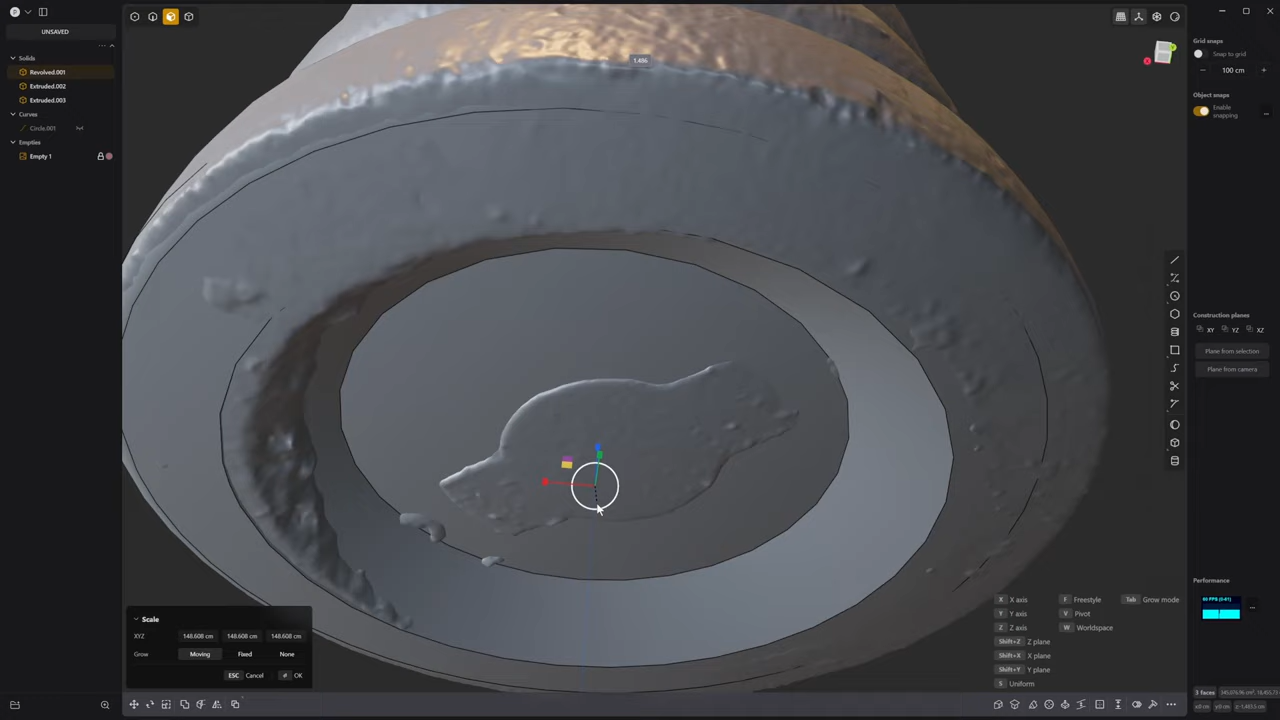 UNSAVED
Solids
Revolved.001
Extruded.002
Extruded.003
Curves
Circle.001
Empties
Empty 1
1.486
Grid snaps
Snap to grid
100 cm
Object snaps
Enable snapping
Construction planes
XY YZ XZ
Plane from selection
Plane from camera
Performance
Scale
XYZ 148.608 cm 148.608 cm 148.608 cm
Grow Moving Fixed None
ESC Cancel OK
X X axis F Freestyle Tab Grow mode
Y Y axis V Pivot
Z Z axis W Worldspace
Shift+Z Z plane
Shift+X X plane
Shift+Y Y plane
S Uniform
3 faces